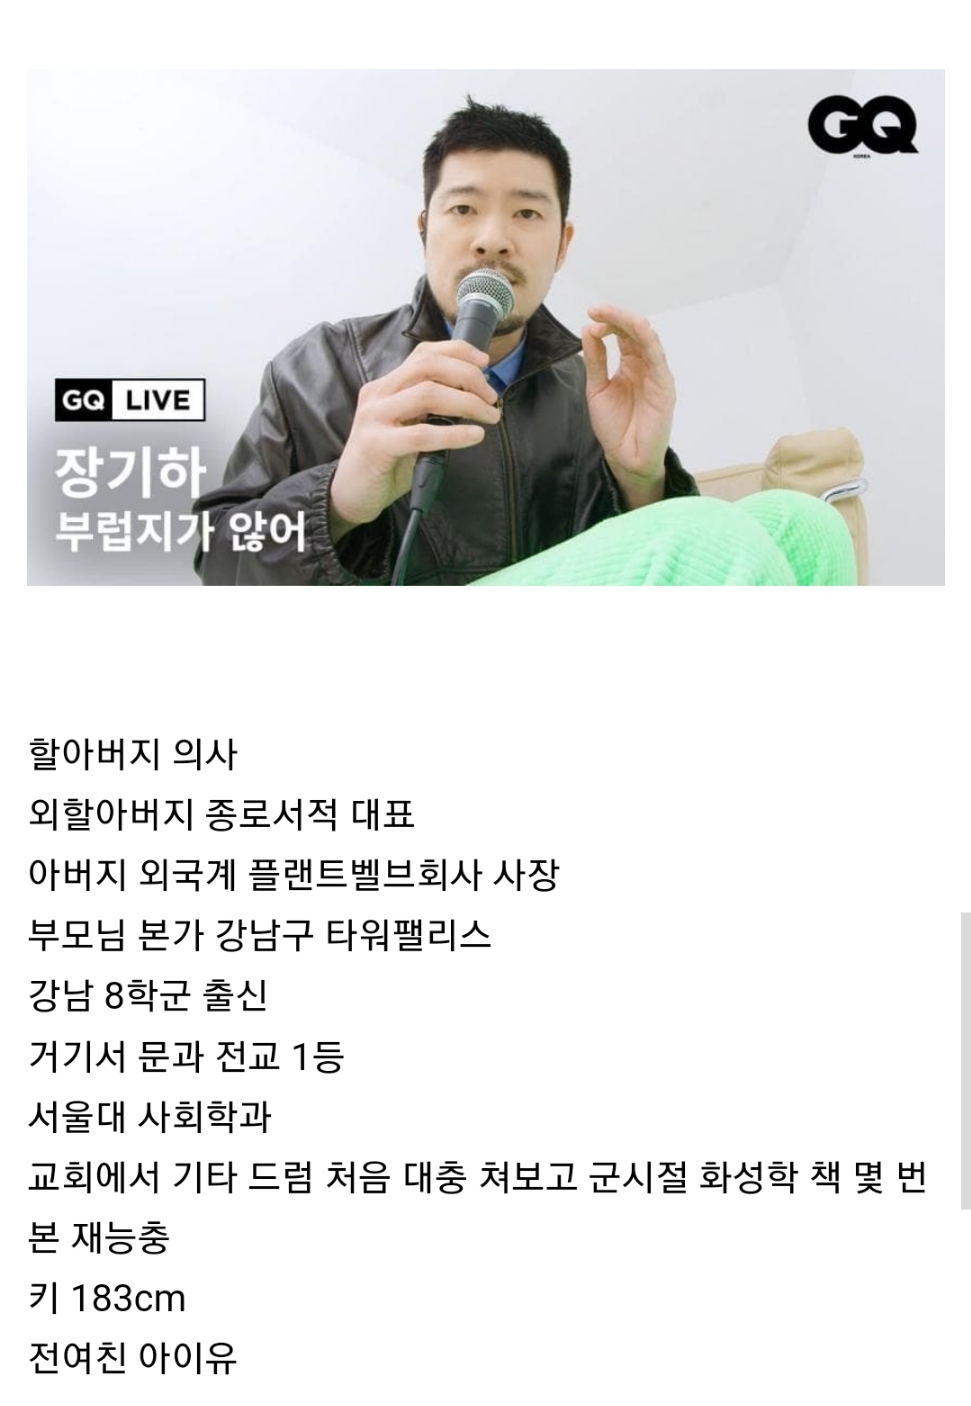 GQ
KOREA
GQ LIVE
장기하
부럽지가 않어
할아버지 의사
외할아버지 종로서적 대표
아버지 외국계 플랜트벨브회사 사장
부모님 본가 강남구 타워팰리스
강남 8학군 출신
거기서 문과 전교 1등
서울대 사회학과
교회에서 기타 드럼 처음 대충 쳐보고 군시절 화성학 책 몇 번
본 재능충
키 183cm
전여친 아이유